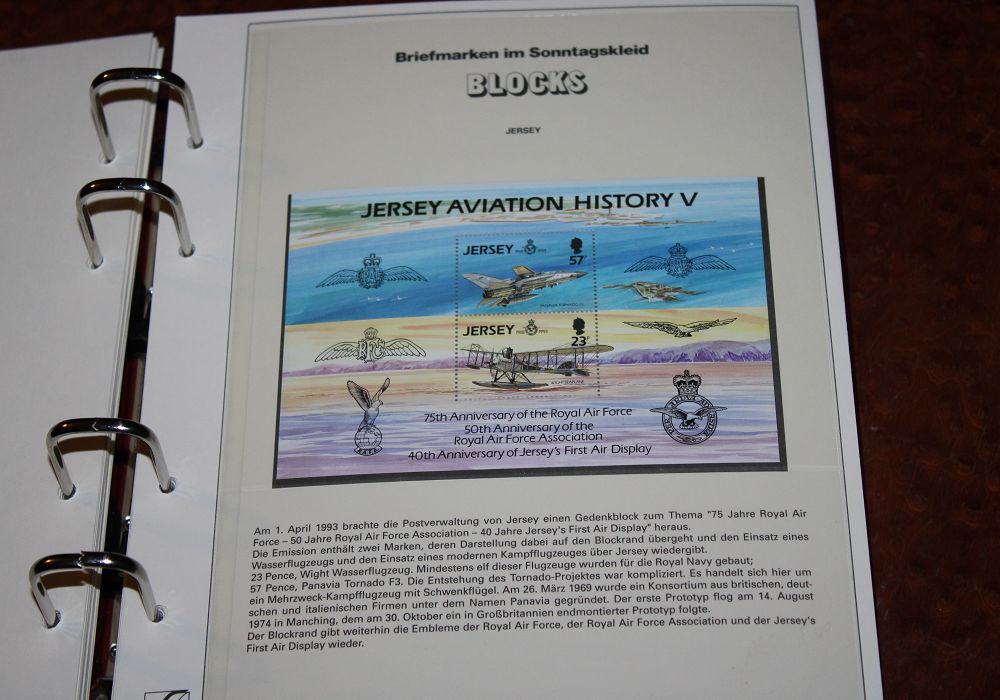 Briefmarken im Sonntagskleid
BLOCKS
JERSEY
JERSEY AVIATION HISTORY V
JERSEY
57
JERSEY
23
WIGHT SEAPLANE
75th Anniversary of the Royal Air Force
50th Anniversary of the
Royal Air Force Association
40th Anniversary of Jersey's First Air Display
R.A.F.A.
Am 1. April 1993 brachte die Postverwaltung von Jersey einen Gedenkblock zum Thema "75 Jahre Royal Air
Force – 50 Jahre Royal Air Force Association – 40 Jahre Jersey's First Air Display" heraus.
Die Emission enthält zwei Marken, deren Darstellung dabei auf den Blockrand übergeht und den Einsatz eines
Wasserflugzeugs und den Einsatz eines modernen Kampfflugzeuges über Jersey wiedergibt.
23 Pence, Wight Wasserflugzeug. Mindestens elf dieser Flugzeuge wurden für die Royal Navy gebaut;
57 Pence, Panavia Tornado F3. Die Entstehung des Tornado-Projektes war kompliziert. Es handelt sich hier um
ein Mehrzweck-Kampfflugzeug mit Schwenkflügel. Am 26. März 1969 wurde ein Konsortium aus britischen, deut-
schen und italienischen Firmen unter dem Namen Panavia gegründet. Der erste Prototyp flog am 14. August
1974 in Manching, dem am 30. Oktober ein in Großbritannien endmontierter Prototyp folgte.
Der Blockrand gibt weiterhin die Embleme der Royal Air Force, der Royal Air Force Association und der Jersey's
First Air Display wieder.